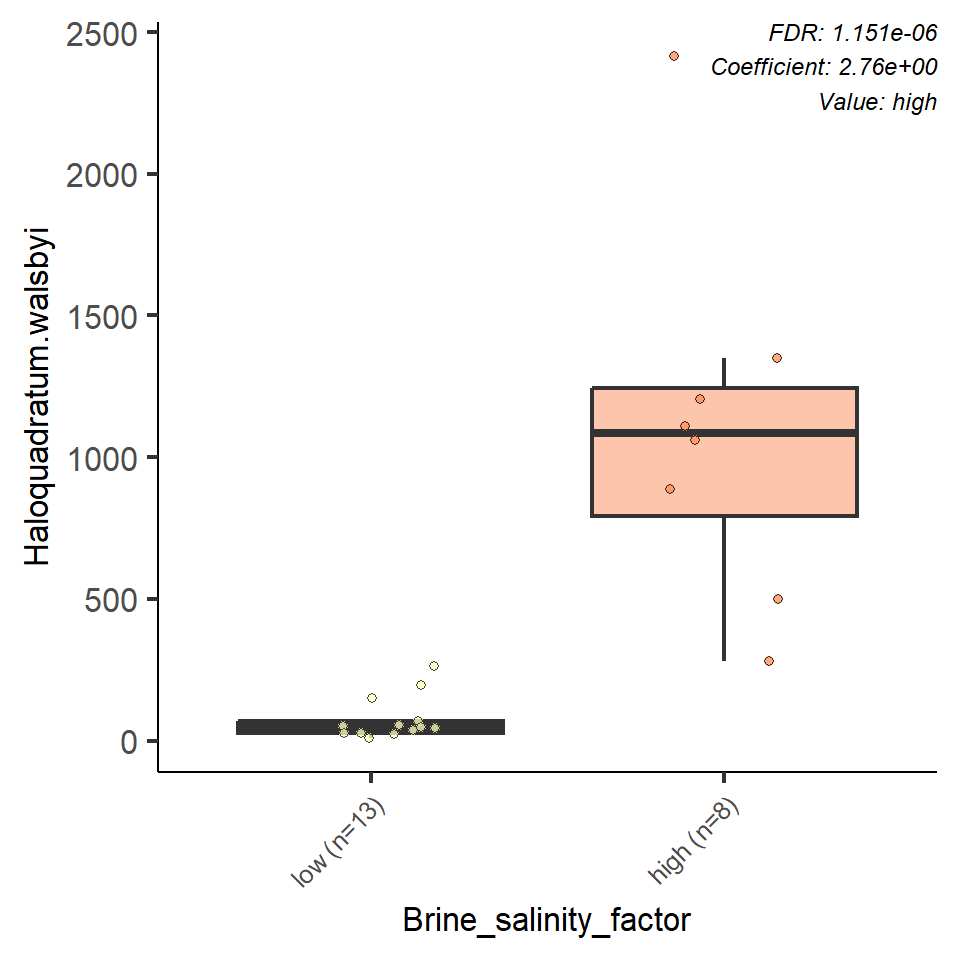 FDR: 1.151e-06
Coefficient: 2.76e+00
Value: high
Haloquadratum.walsbyi
2500
2000
1500
1000
500
0
low (n=13)
high (n=8)
Brine_salinity_factor